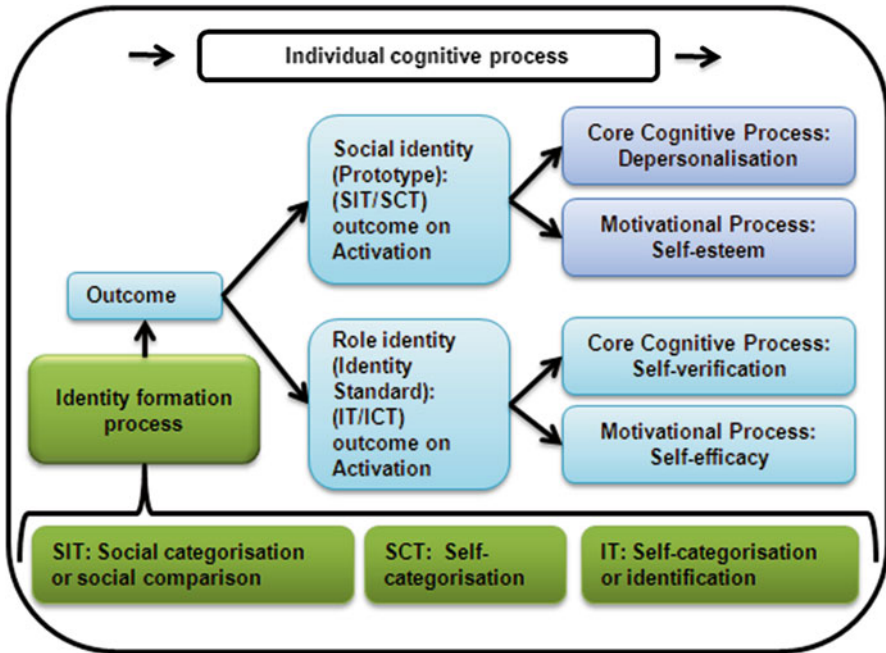 Individual cognitive process
Social identity
(Prototype):
(SIT/SCT)
outcome on
Activation
Core Cognitive Process:
Depersonalisation
Motivational Process:
Self-esteem
Outcome
Identity formation
process
Role identity
(Identity
Standard):
(IT/ICT)
outcome on
Activation
Core Cognitive Process:
Self-verification
Motivational Process:
Self-efficacy
SIT: Social categorisation
or social comparison
SCT: Self-
categorisation
IT: Self-categorisation
or identification